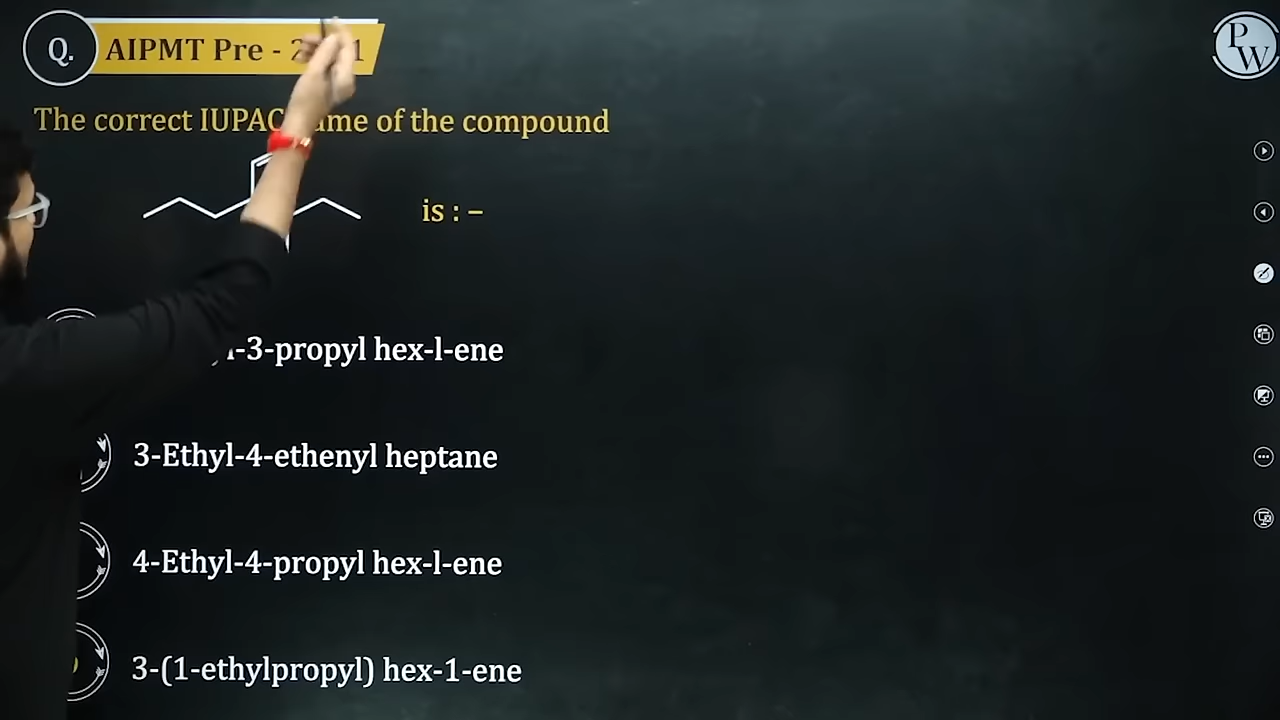 Q. AIPMT Pre -
PW
The correct IUPAC of the compound
is : –
-3-propyl hex-l-ene
3-Ethyl-4-ethenyl heptane
4-Ethyl-4-propyl hex-l-ene
3-(1-ethylpropyl) hex-1-ene